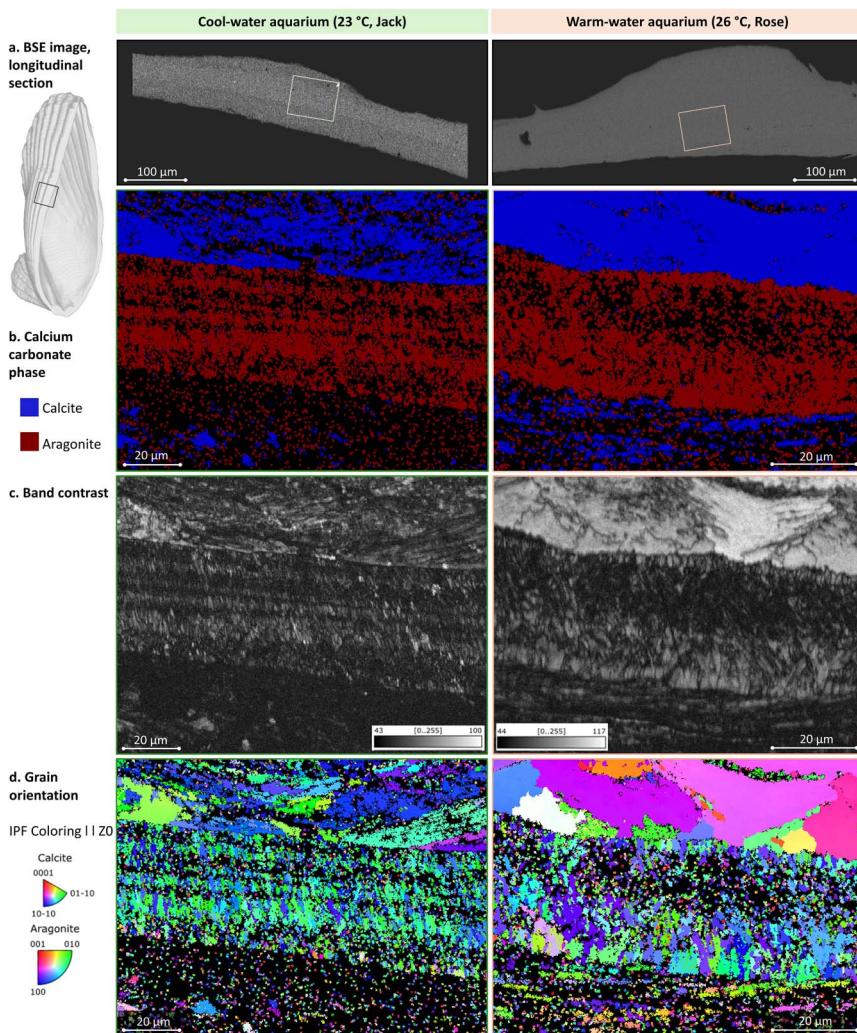 Cool-water aquarium (23 °C, Jack)
Warm-water aquarium (26 °C, Rose)
a. BSE image,
longitudinal
section
100 µm
100 µm
b. Calcium
carbonate
phase
Calcite
Aragonite
20 µm
20 µm
c. Band contrast
43 [0..255] 100
20 µm
44 [0..255] 117
20 µm
d. Grain
orientation
IPF Coloring I I Z0
Calcite
0001
01-10
10-10
Aragonite
001 010
100
20 µm
20 µm